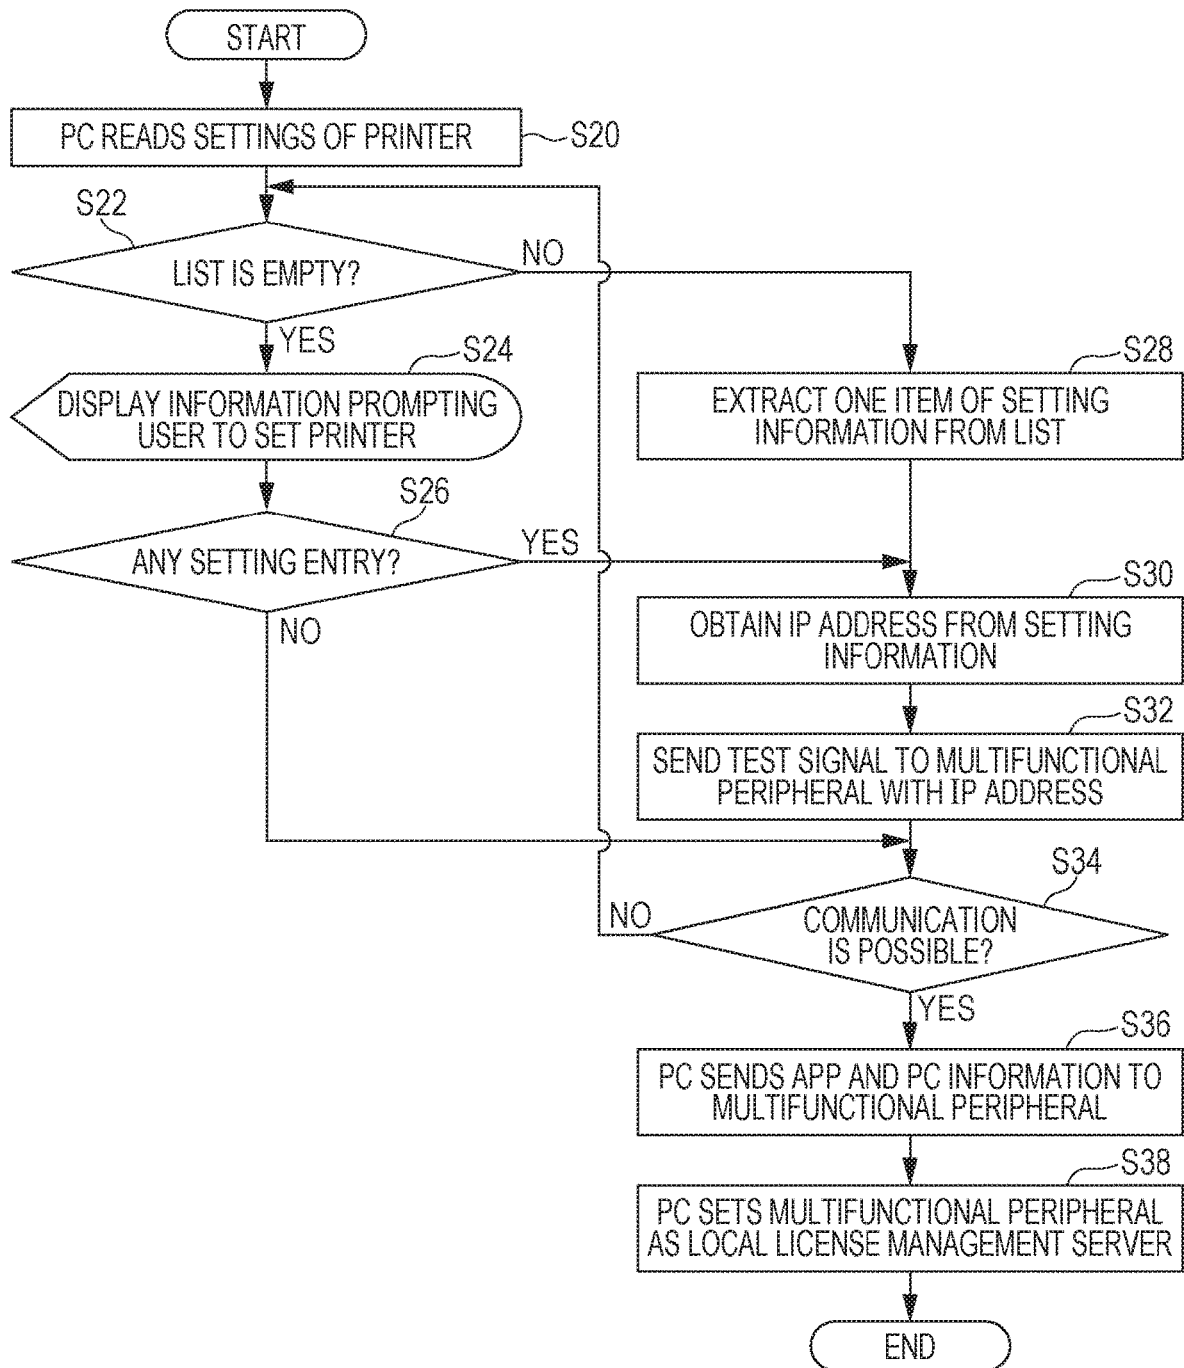 START
PC READS SETTINGS OF PRINTER
S20
S22
LIST IS EMPTY?
NO
YES
S24
DISPLAY INFORMATION PROMPTING
USER TO SET PRINTER
S28
EXTRACT ONE ITEM OF SETTING
INFORMATION FROM LIST
S26
ANY SETTING ENTRY?
YES
NO
S30
OBTAIN IP ADDRESS FROM SETTING
INFORMATION
S32
SEND TEST SIGNAL TO MULTIFUNCTIONAL
PERIPHERAL WITH IP ADDRESS
S34
COMMUNICATION
IS POSSIBLE?
NO
YES
S36
PC SENDS APP AND PC INFORMATION TO
MULTIFUNCTIONAL PERIPHERAL
S38
PC SETS MULTIFUNCTIONAL PERIPHERAL
AS LOCAL LICENSE MANAGEMENT SERVER
END